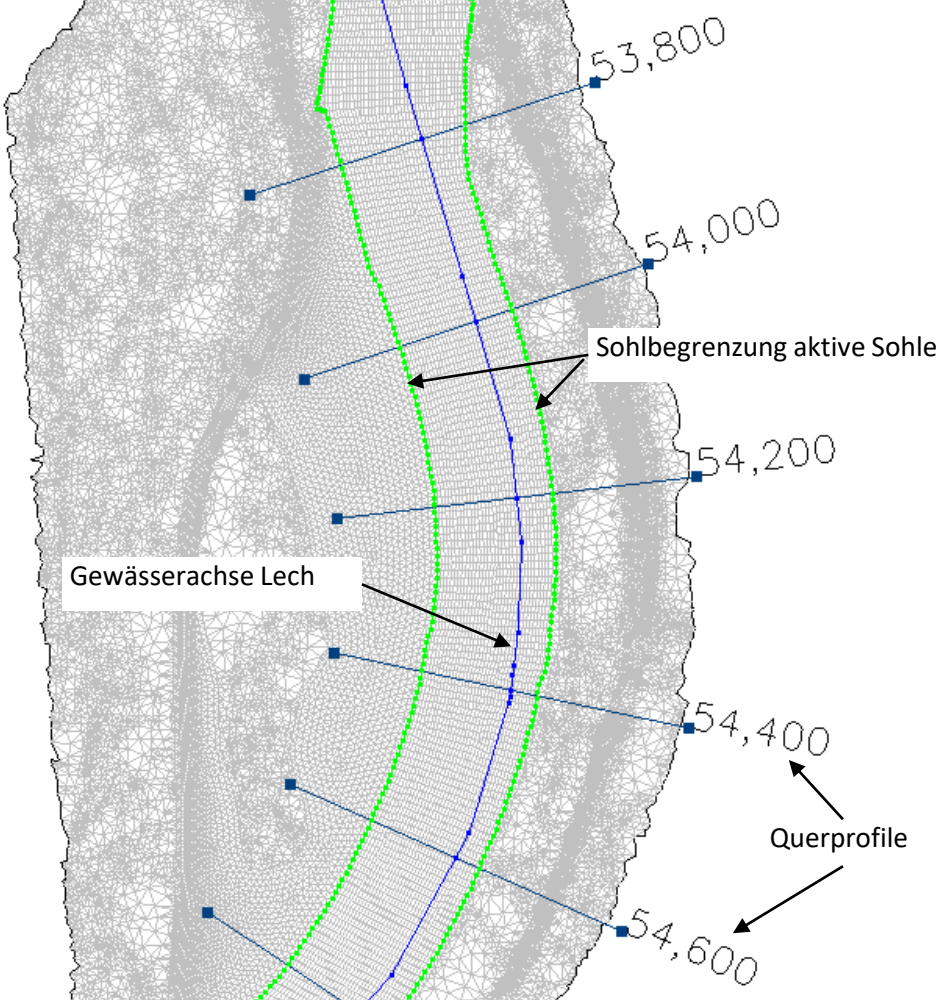 53,800
54,000
Sohlbegrenzung aktive Sohle
54,200
Gewässerachse Lech
54,400
Querprofile
54,600